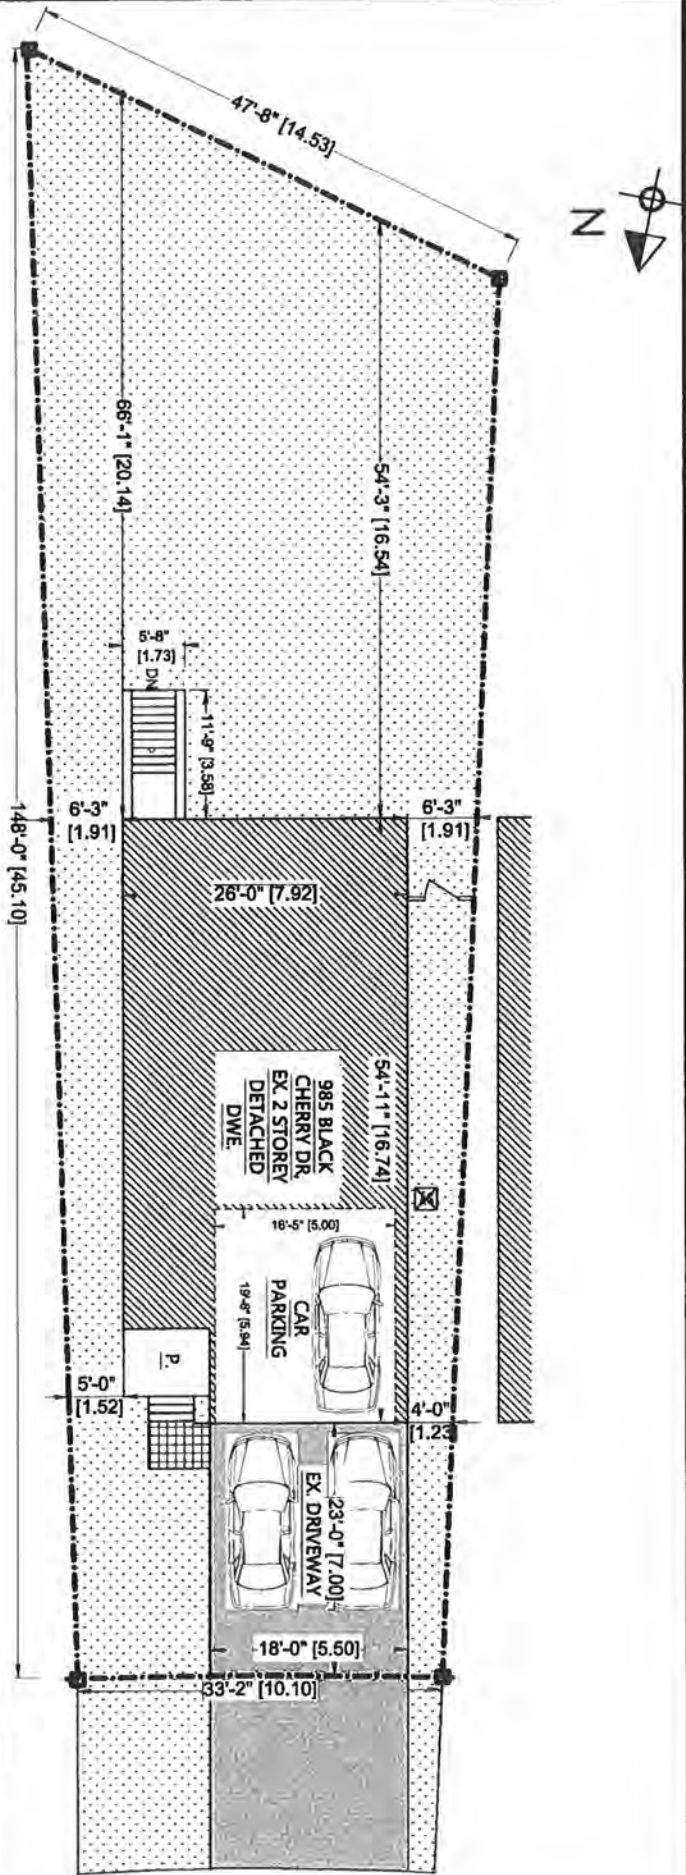 47'-8" [14.53]
N
66'-1" [20.14]
54'-3" [16.54]
5'-8"
[1.73]
DN
11'-9" [3.58]
148'-0" [45.10]
6'-3"
[1.91]
6'-3"
[1.91]
26'-0" [7.92]
54'-11" [16.74]
985 BLACK
CHERRY DR.
EX. 2 STOREY
DETACHED
DWE.
16'-5" [5.00]
CAR
PARKING
19'-6" [5.94]
P.
5'-0"
[1.52]
4'-0"
[1.23
23'-0" [7.00]
EX. DRIVEWAY
18'-0" [5.50]
33'-2" [10.10]